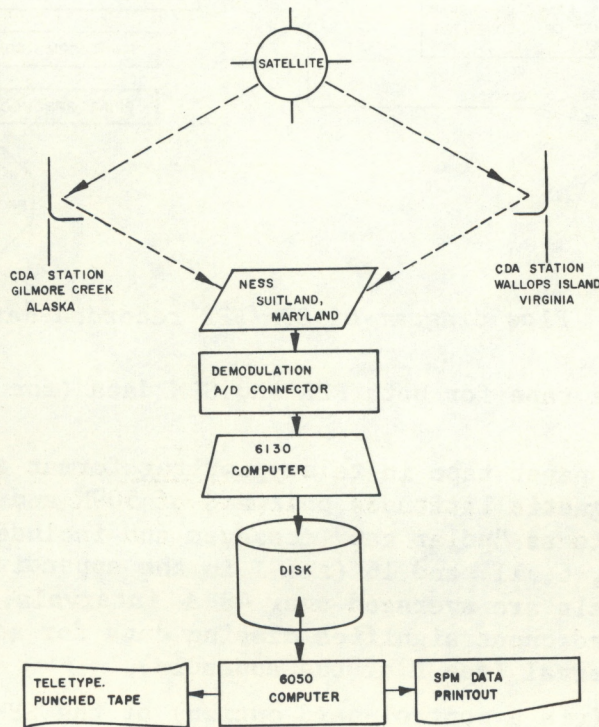 SATELLITE
CDA STATION
GILMORE CREEK
ALASKA
CDA STATION
WALLOPS ISLAND
VIRGINIA
NESS
SUITLAND,
MARYLAND
DEMODULATION
A/D CONNECTOR
6130
COMPUTER
DISK
6050
COMPUTER
TELETYPE.
PUNCHED TAPE
SPM DATA
PRINTOUT